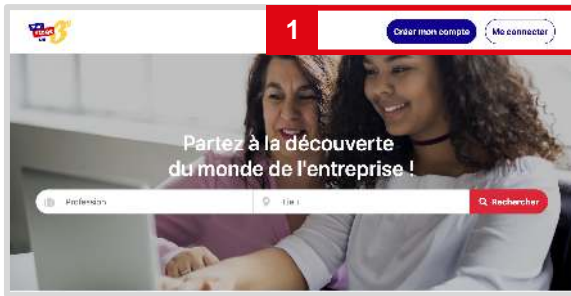 1
Créer mon compte
Me connecter
Partez à la découverte
du monde de l'entreprise !
Profession
Lieu
Rechercher